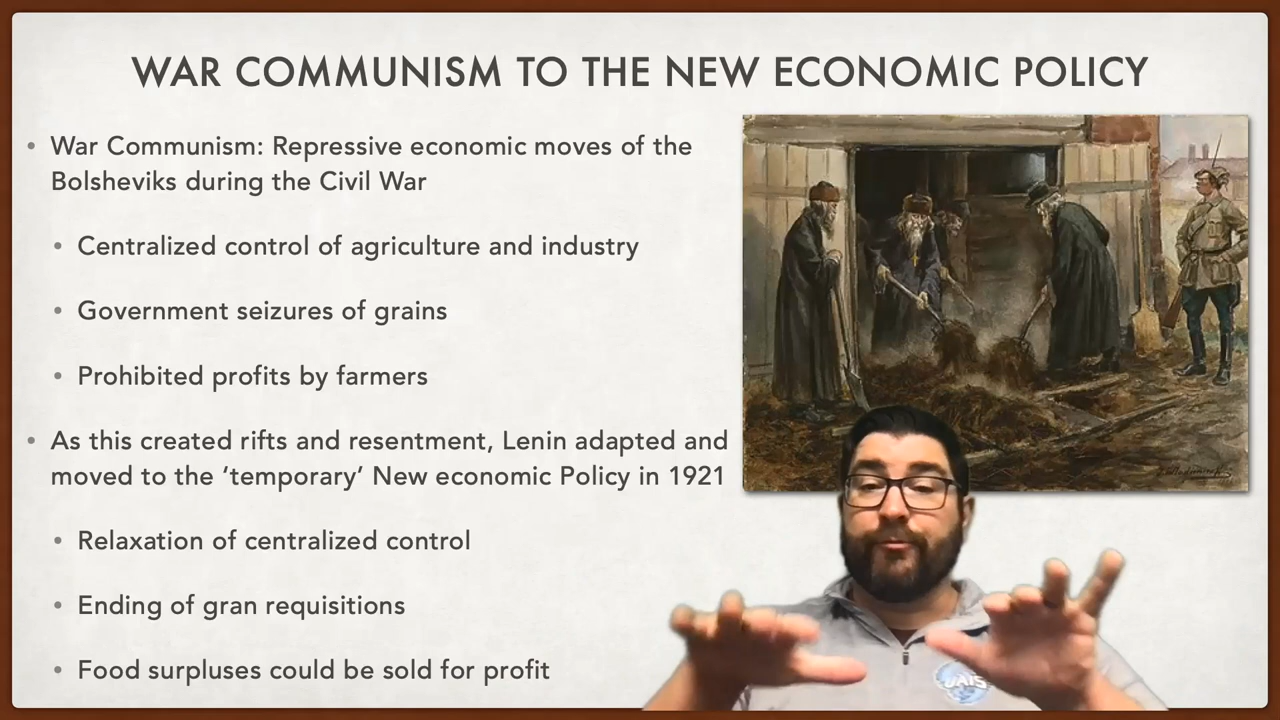 WAR COMMUNISM TO THE NEW ECONOMIC POLICY
• War Communism: Repressive economic moves of the
Bolsheviks during the Civil War
• Centralized control of agriculture and industry
• Government seizures of grains
• Prohibited profits by farmers
• As this created rifts and resentment, Lenin adapted and
moved to the ‘temporary’ New economic Policy in 1921
• Relaxation of centralized control
• Ending of gran requisitions
• Food surpluses could be sold for profit